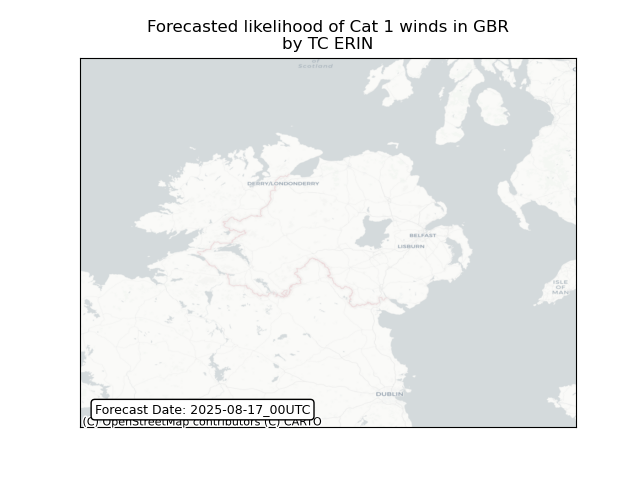 Forecasted likelihood of Cat 1 winds in GBR
by TC ERIN
of
Scotland
DERRY/LONDONDERRY
BELFAST
LISBURN
ISLE
OF
MAN
DUBLIN
Forecast Date: 2025-08-17_00UTC
(C) OpenStreetMap contributors (C) CARTO